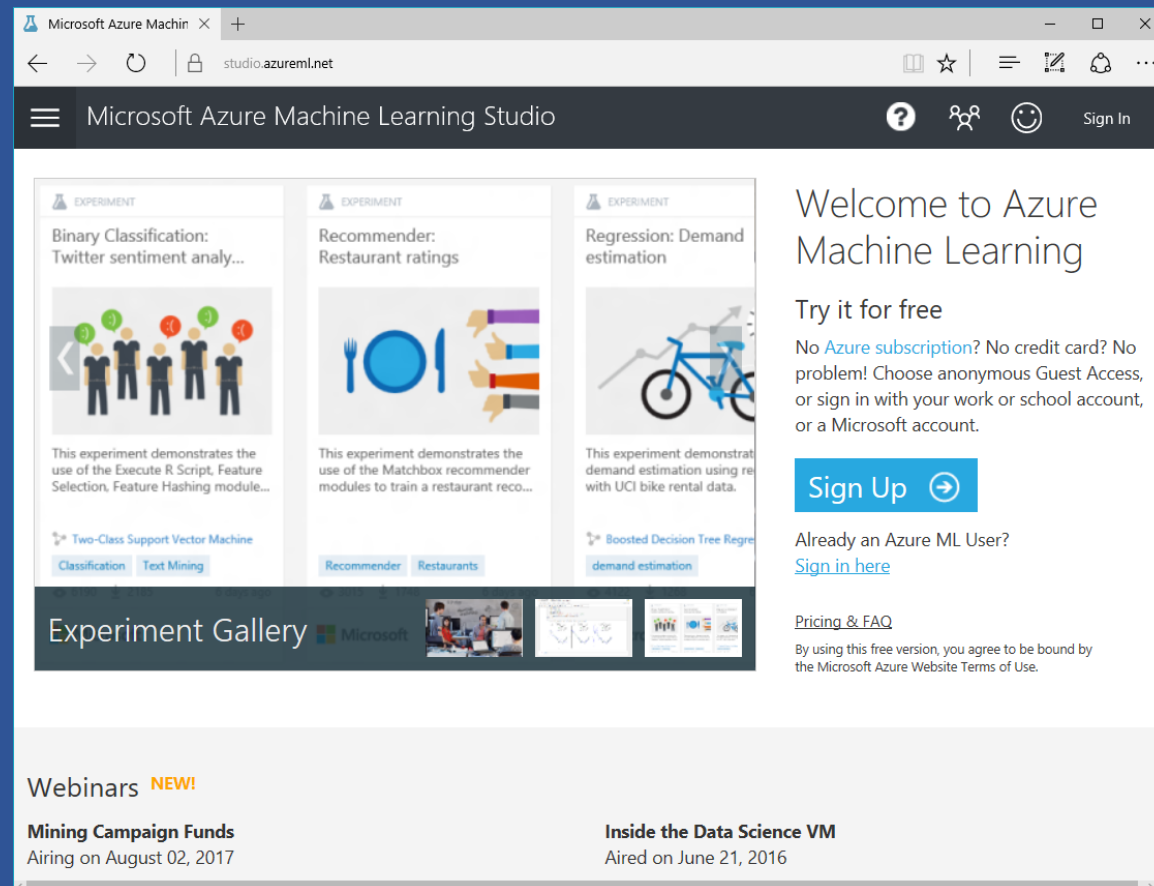 Microsoft Azure Machin
studio.azureml.net
Microsoft Azure Machine Learning Studio
Sign In
EXPERIMENT
Binary Classification:
Twitter sentiment analy...
This experiment demonstrates the
use of the Execute R Script, Feature
Selection, Feature Hashing module...
Two-Class Support Vector Machine
Classification
Text Mining
EXPERIMENT
Recommender:
Restaurant ratings
This experiment demonstrates the
use of the Matchbox recommender
modules to train a restaurant reco...
Recommender
Restaurants
EXPERIMENT
Regression: Demand
estimation
This experiment demonstrat
demand estimation using re
with UCI bike rental data.
Boosted Decision Tree Regre
demand estimation
6 days ago
Experiment Gallery
Microsoft
Welcome to Azure
Machine Learning
Try it for free
No Azure subscription? No credit card? No
problem! Choose anonymous Guest Access,
or sign in with your work or school account,
or a Microsoft account.
Sign Up
Already an Azure ML User?
Sign in here
Pricing & FAQ
By using this free version, you agree to be bound by
the Microsoft Azure Website Terms of Use.
Webinars NEW!
Mining Campaign Funds
Airing on August 02, 2017
Inside the Data Science VM
Aired on June 21, 2016